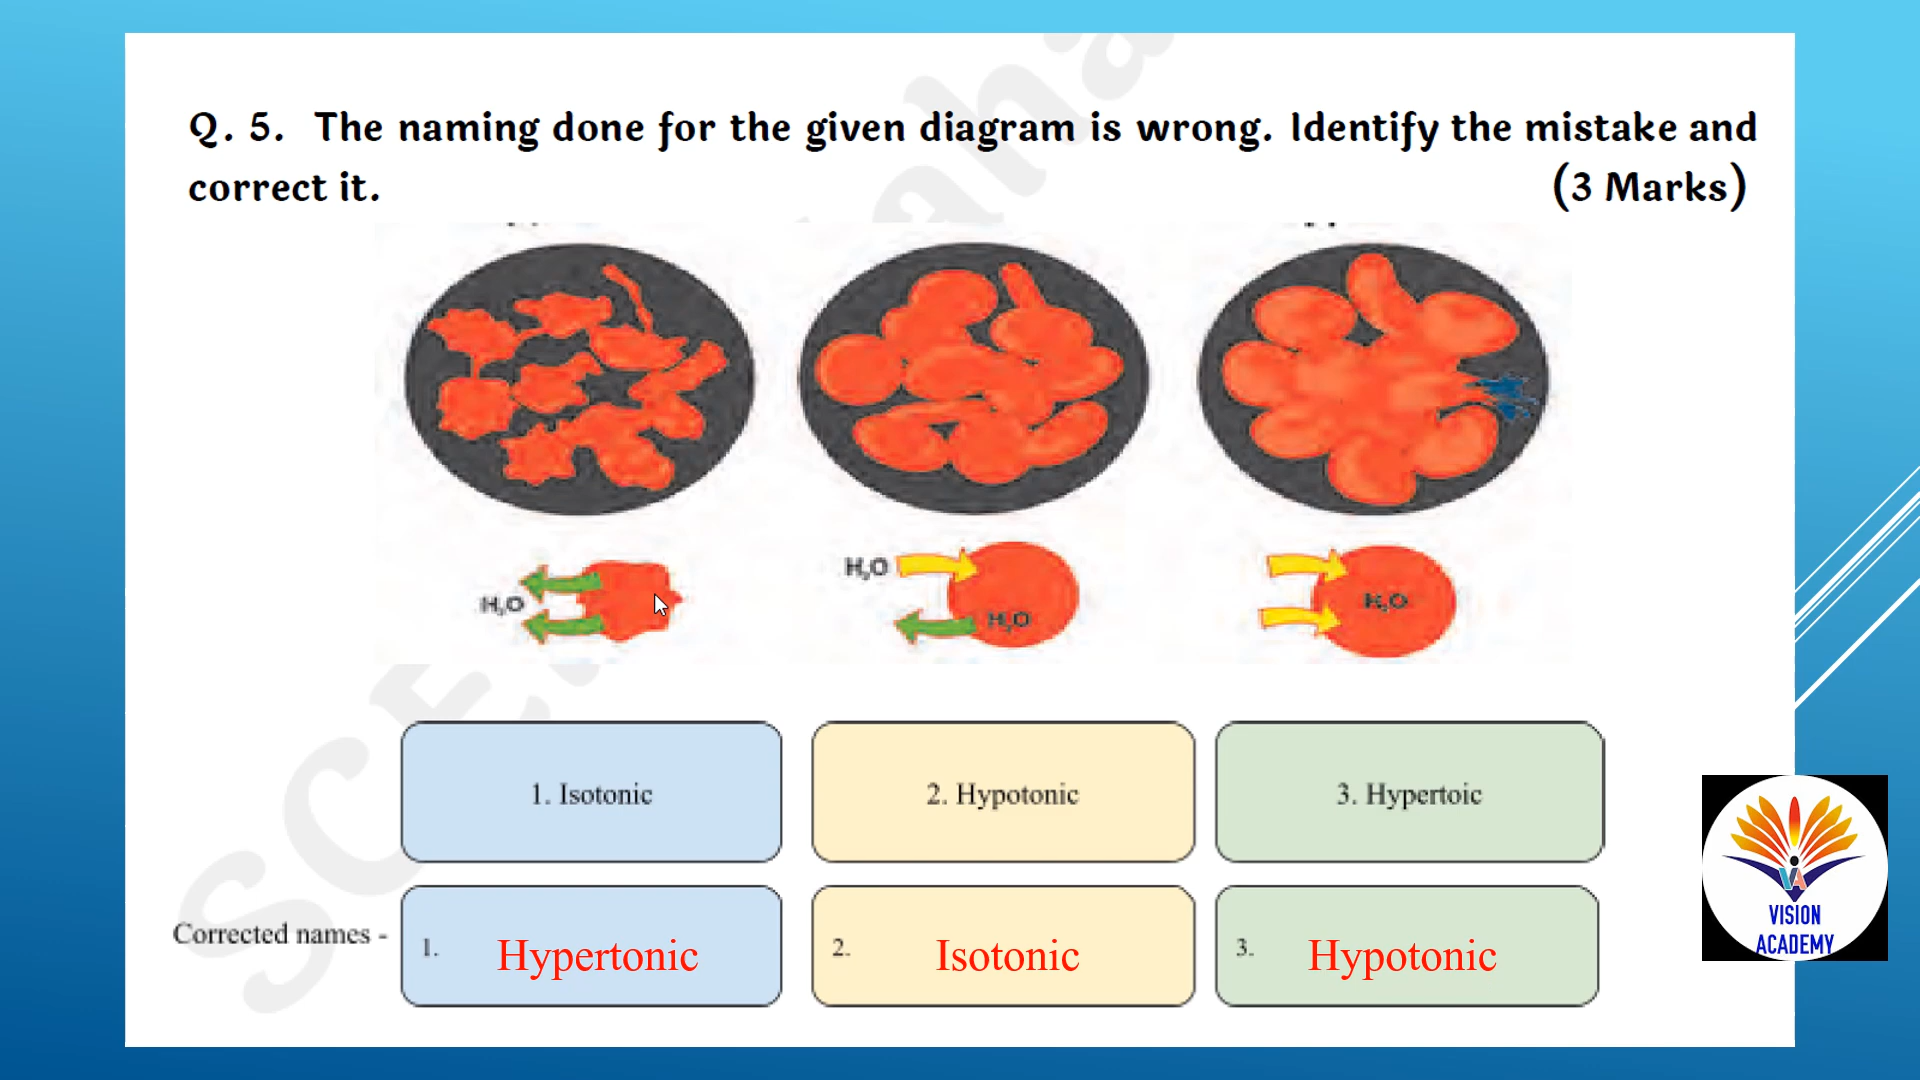 Q. 5. The naming done for the given diagram is wrong. Identify the mistake and
correct it. (3 Marks)
H₂O
H₂O
H₂O
H₂O
1. Isotonic
2. Hypotonic
3. Hypertoic
Corrected names -
1. Hypertonic
2. Isotonic
3. Hypotonic
VA
VISION
ACADEMY